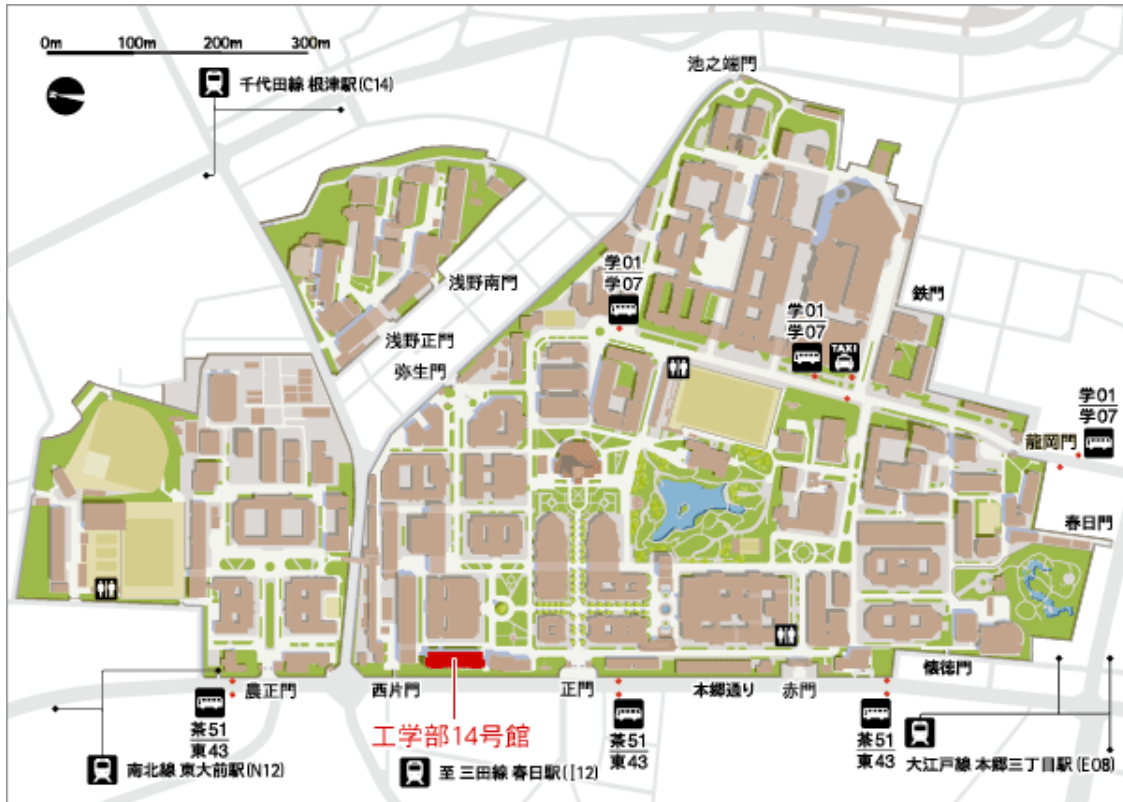 0m 100m 200m 300m
千代田線 根津駅(C14)
池之端門
浅野南門
学01
学07
学01
学07
TAXI
鉄門
浅野正門
弥生門
学01
学07
龍岡門
春日門
農正門
西片門
正門
本郷通り
赤門
懐徳門
茶51
東43
工学部14号館
茶51
東43
茶51
東43
南北線 東大前駅(N12)
至 三田線 春日駅(I12)
大江戸線 本郷三丁目駅(E08)